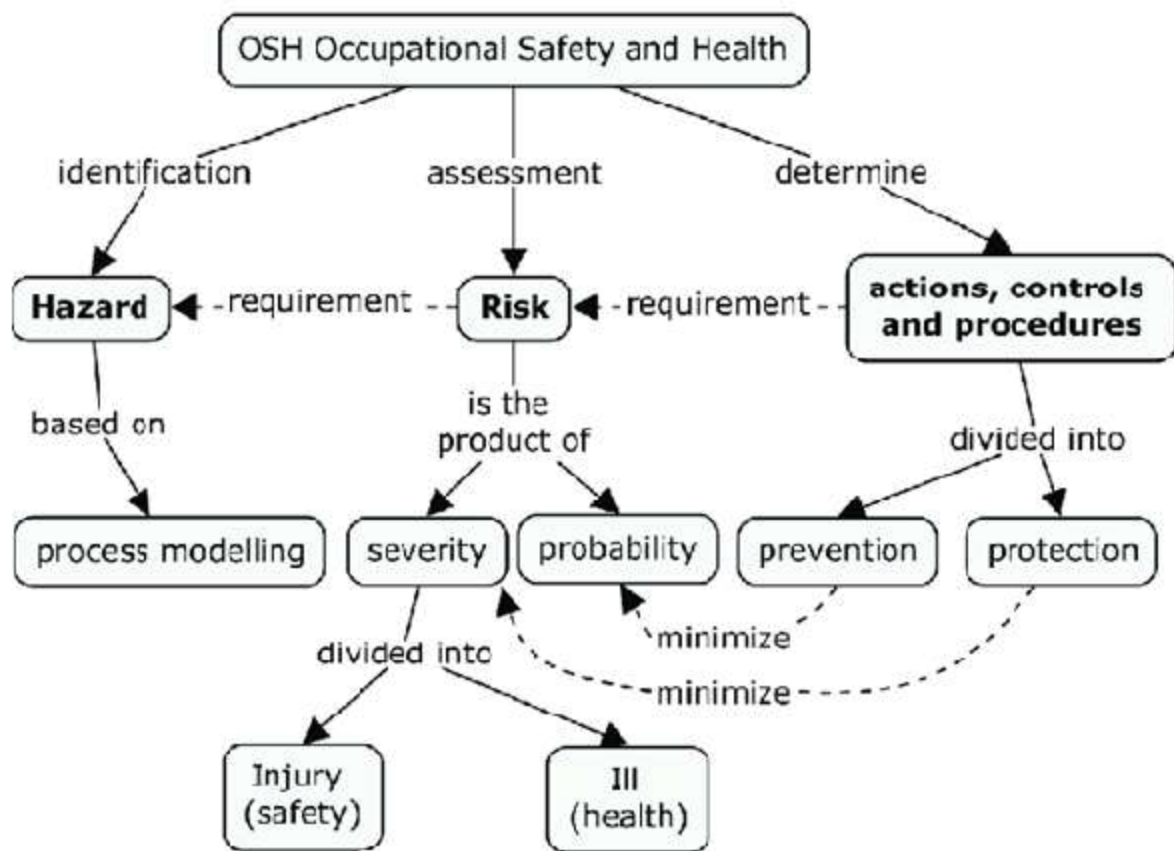 OSH Occupational Safety and Health
identification
assessment
determine
Hazard
requirement
Risk
requirement
actions, controls
and procedures
based on
is the
product of
divided into
process modelling
severity
probability
prevention
protection
minimize
divided into
minimize
Injury
(safety)
Ill
(health)